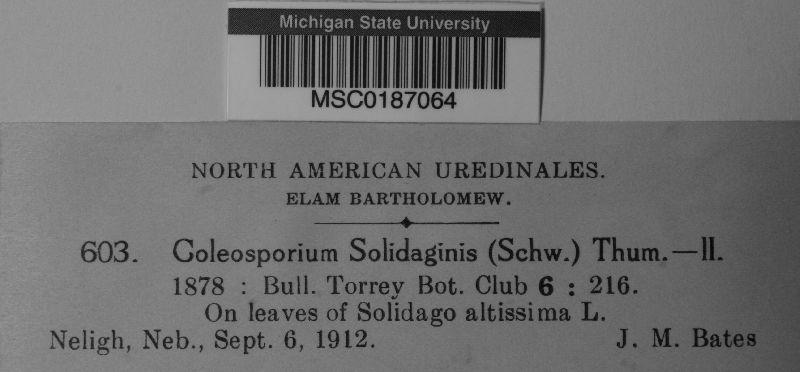 Michigan State University
MSC0187064
NORTH AMERICAN UREDINALES.
ELAM BARTHOLOMEW.
603. Coleosporium Solidaginis (Schw.) Thum.—II.
1878 : Bull. Torrey Bot. Club 6 : 216.
On leaves of Solidago altissima L.
Neligh, Neb., Sept. 6, 1912. J. M. Bates